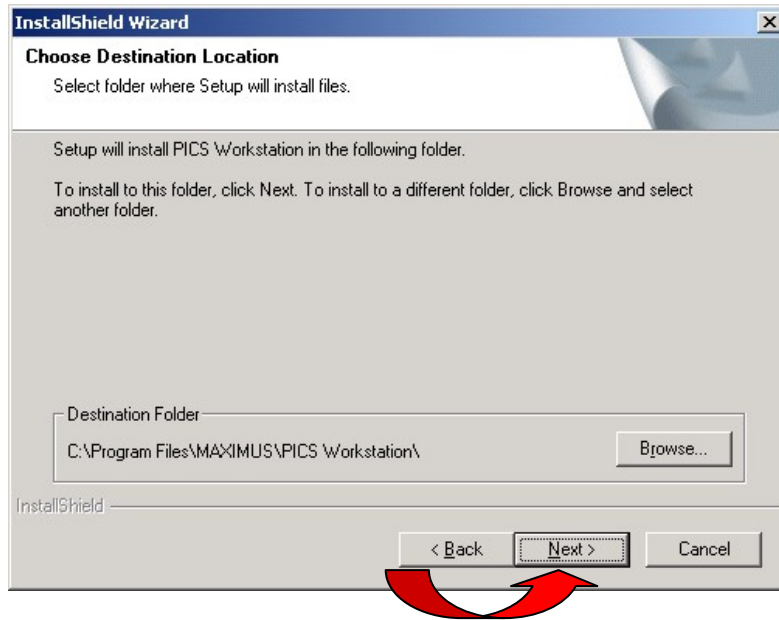 InstallShield Wizard
Choose Destination Location
Select folder where Setup will install files.
Setup will install PICS Workstation in the following folder.
To install to this folder, click Next. To install to a different folder, click Browse and select
another folder.
Destination Folder
C:\Program Files\MAXIMUS\PICS Workstation\
Browse...
InstallShield
< Back
Next >
Cancel